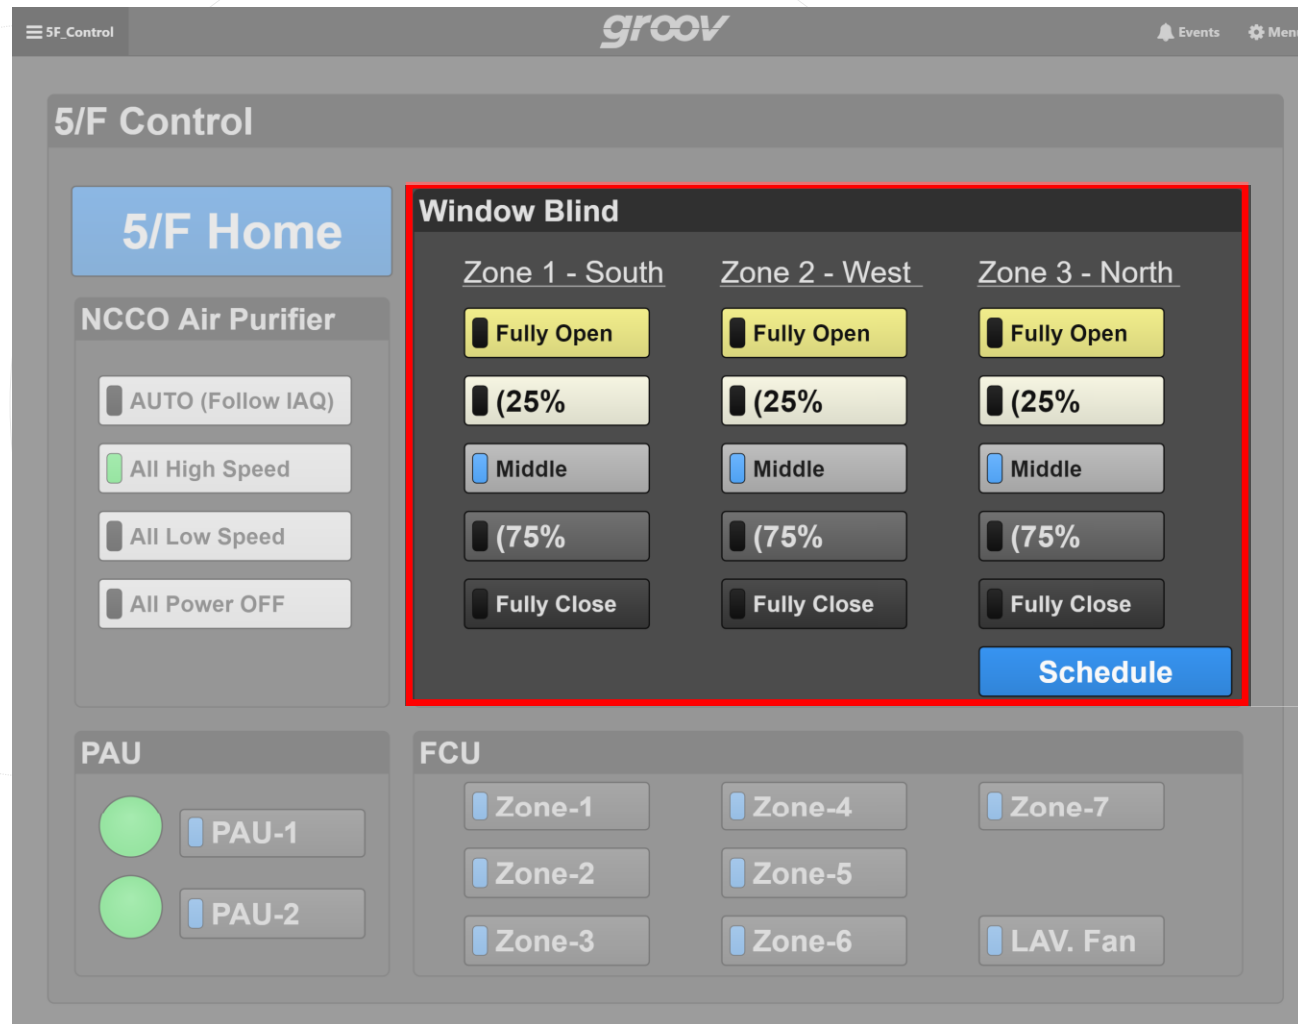 5F_Control
groov
Events
Menu
5/F Control
5/F Home
NCCO Air Purifier
AUTO (Follow IAQ)
All High Speed
All Low Speed
All Power OFF
Window Blind
Zone 1 - South
Zone 2 - West
Zone 3 - North
Fully Open
Fully Open
Fully Open
(25%
(25%
(25%
Middle
Middle
Middle
(75%
(75%
(75%
Fully Close
Fully Close
Fully Close
Schedule
PAU
PAU-1
PAU-2
FCU
Zone-1
Zone-4
Zone-7
Zone-2
Zone-5
Zone-3
Zone-6
LAV. Fan